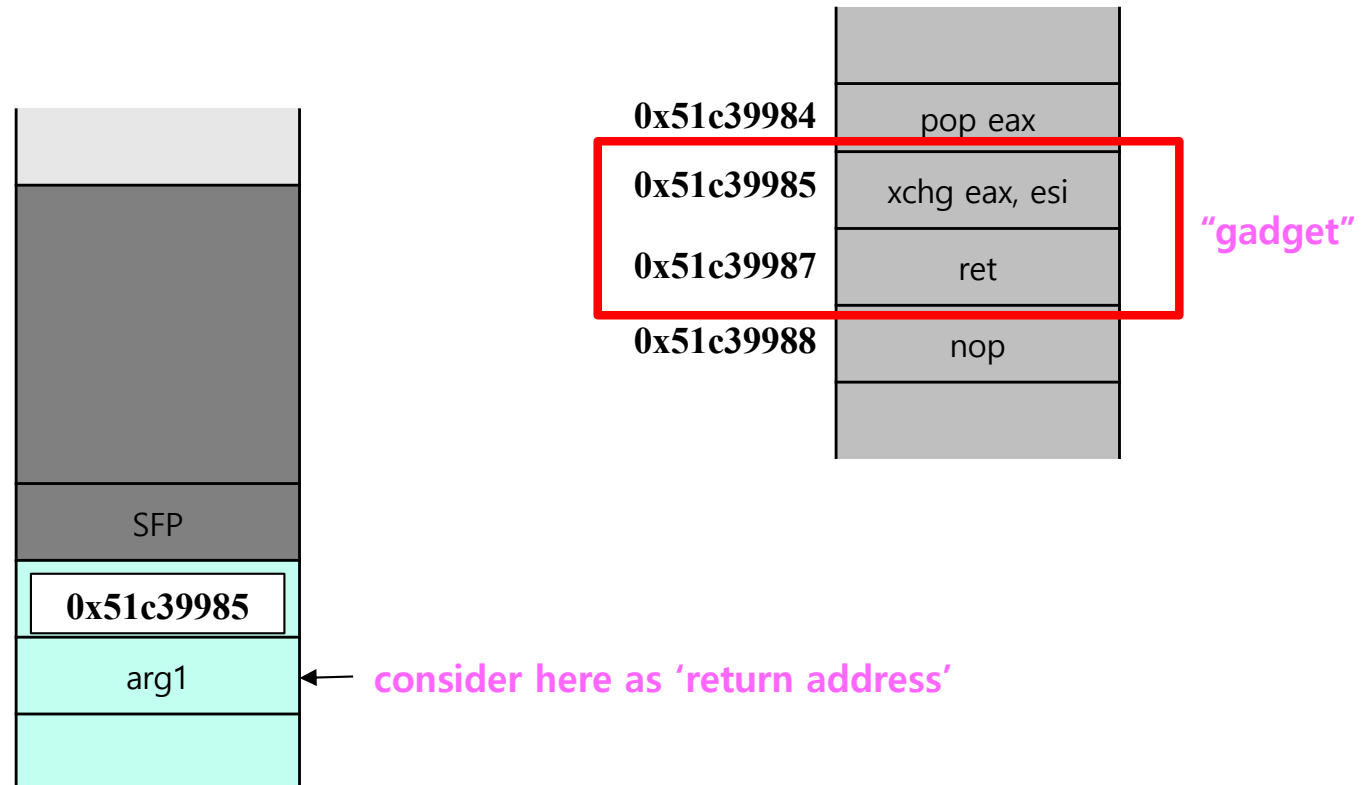 0x51c39984
pop eax
0x51c39985
xchg eax, esi
"gadget"
0x51c39987
ret
0x51c39988
nop
SFP
0x51c39985
arg1
consider here as 'return address'